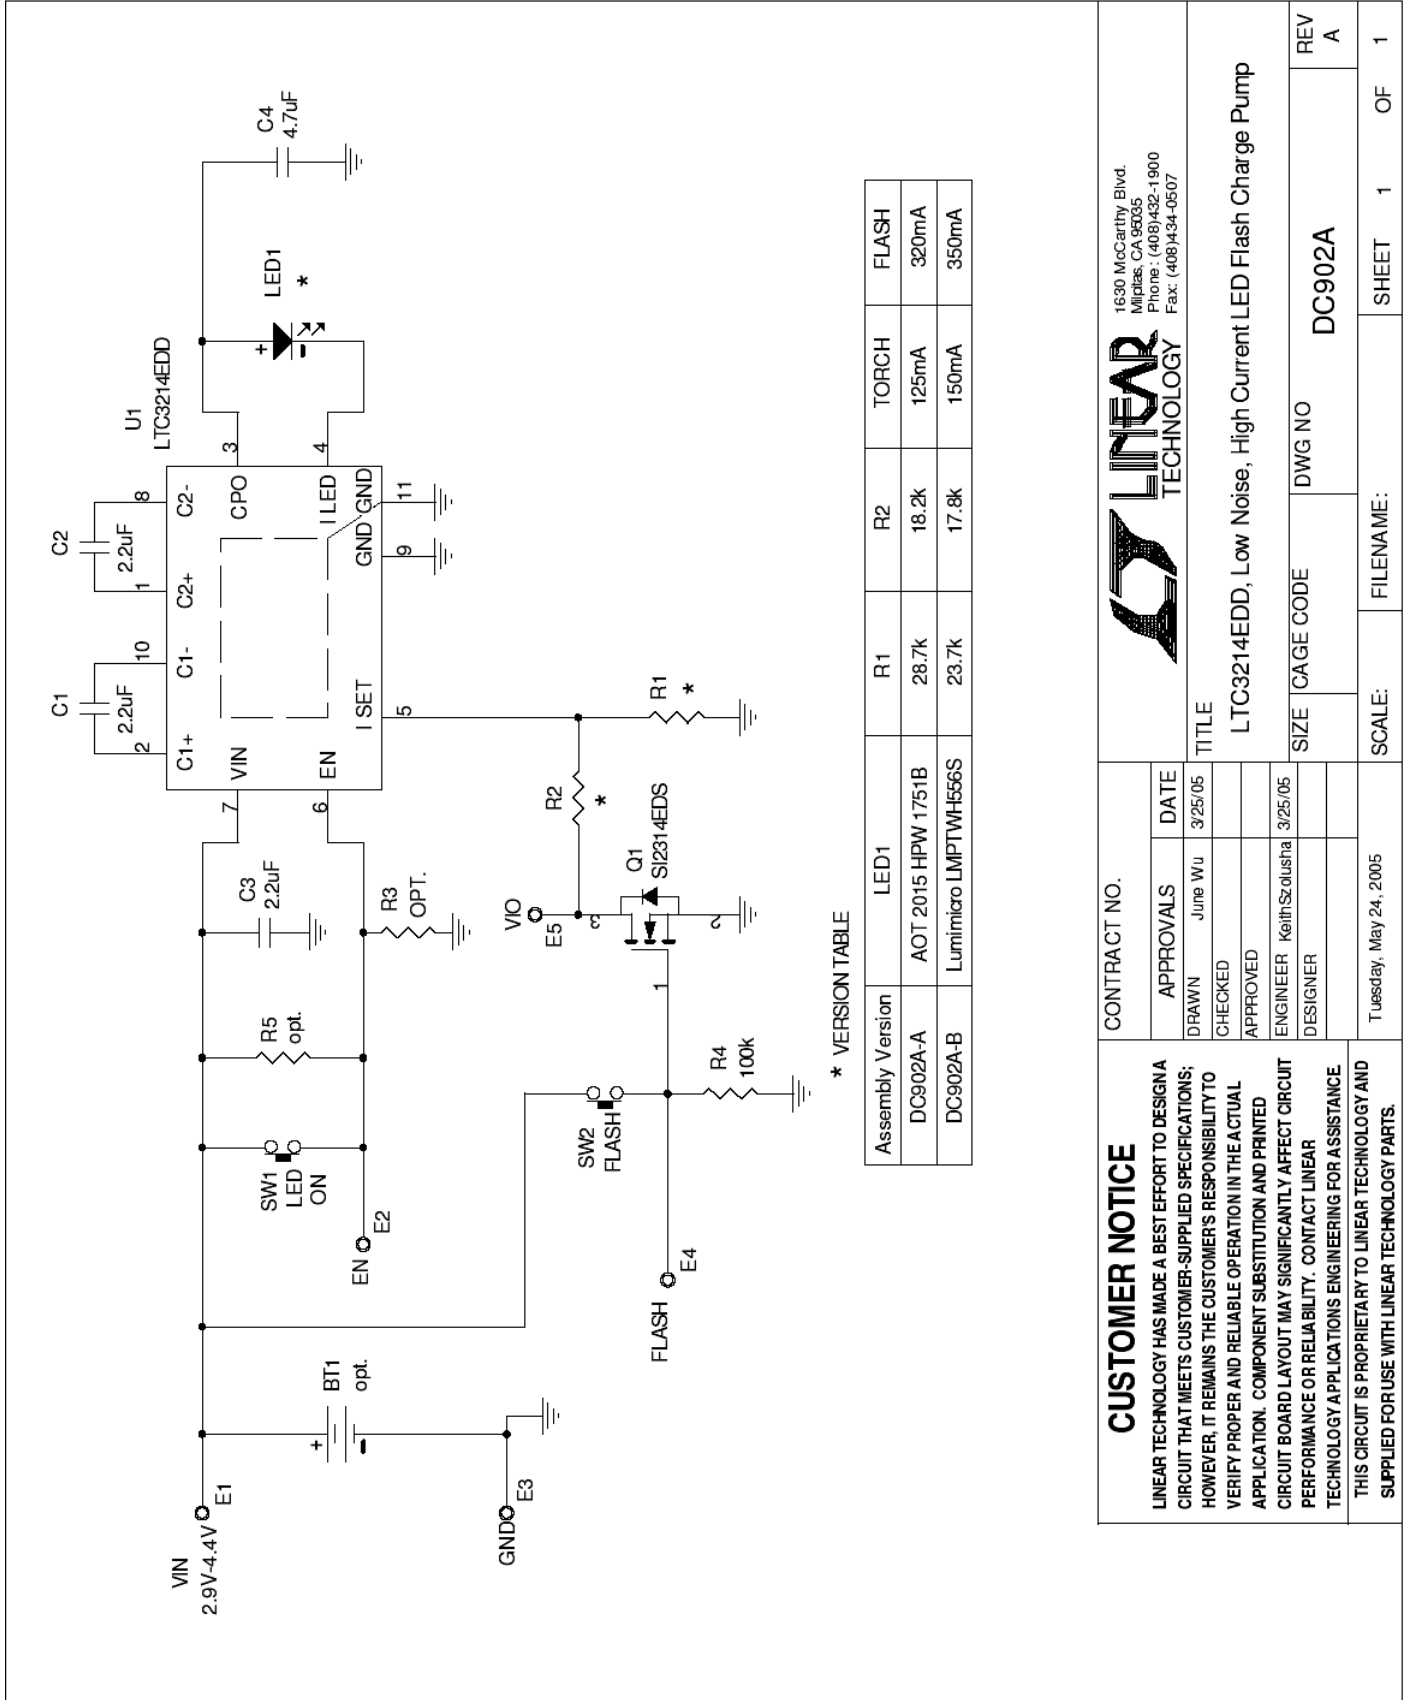 C1
2.2uF
C2
2.2uF
U1
LTC3214EDD
2
10
1
8
C1+
C1-
C2+
C2-
VIN
2.9V-4.4V
E1
7
VIN
CPO
3
6
EN
I LED
4
I SET
GND
GND
5
9
11
LED1
*
+
-
C4
4.7uF
C3
2.2uF
R5
opt.
R3
OPT.
SW1
LED
ON
EN
E2
BT1
opt.
+
-
GND
E3
SW2
FLASH
FLASH
E4
R4
100k
VIO
E5
3
1
2
Q1
SI2314EDS
R2
*
R1
*
* VERSION TABLE
Assembly Version LED1 R1 R2 TORCH FLASH
DC902A-A AOT 2015 HPW 1751B 28.7k 18.2k 125mA 320mA
DC902A-B Lumimicro LMPTWH556S 23.7k 17.8k 150mA 350mA
CUSTOMER NOTICE
LINEAR TECHNOLOGY HAS MADE A BEST EFFORT TO DESIGN A
CIRCUIT THAT MEETS CUSTOMER-SUPPLIED SPECIFICATIONS;
HOWEVER, IT REMAINS THE CUSTOMER'S RESPONSIBILITY TO
VERIFY PROPER AND RELIABLE OPERATION IN THE ACTUAL
APPLICATION. COMPONENT SUBSTITUTION AND PRINTED
CIRCUIT BOARD LAYOUT MAY SIGNIFICANTLY AFFECT CIRCUIT
PERFORMANCE OR RELIABILITY. CONTACT LINEAR
TECHNOLOGY APPLICATIONS ENGINEERING FOR ASSISTANCE.
THIS CIRCUIT IS PROPRIETARY TO LINEAR TECHNOLOGY AND
SUPPLIED FOR USE WITH LINEAR TECHNOLOGY PARTS.
CONTRACT NO.
APPROVALS DATE
DRAWN June Wu 3/25/05
CHECKED
APPROVED
ENGINEER Keith Szolusha 3/25/05
DESIGNER
Tuesday, May 24, 2005
LINEAR
TECHNOLOGY
1630 McCarthy Blvd.
Milpitas, CA 95035
Phone: (408)432-1900
Fax: (408)434-0507
TITLE
LTC3214EDD, Low Noise, High Current LED Flash Charge Pump
SIZE
CAGE CODE
DWG NO
DC902A
REV
A
SCALE:
FILENAME:
SHEET 1 OF 1